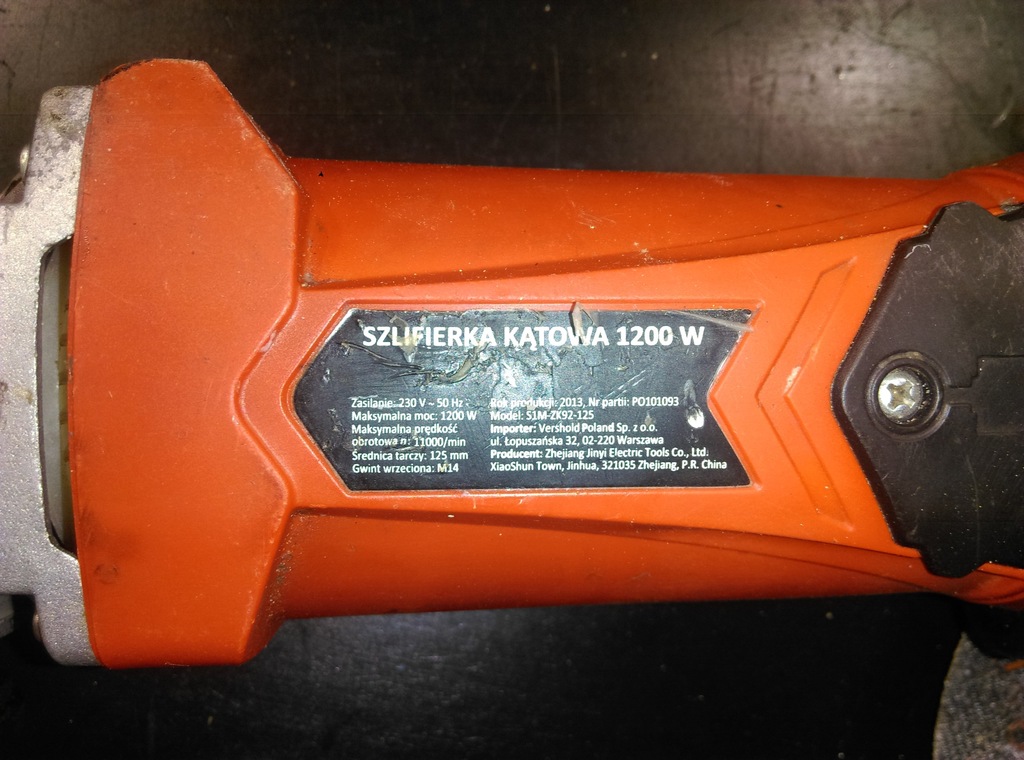 SZLIFIERKA KĄTOWA 1200 W
Zasilanie: 230 V ~ 50 Hz
Maksymalna moc: 1200 W
Maksymalna prędkość
obrotowa n: 11000/min
Średnica tarczy: 125 mm
Gwint wrzeciona: M14
Rok produkcji: 2013, Nr partii: PO101093
Model: S1M-ZK92-125
Importer: Vershold Poland Sp. z o.o.
ul. Łopuszańska 32, 02-220 Warszawa
Producent: Zhejiang Jinyi Electric Tools Co., Ltd.
XiaoShun Town, Jinhua, 321035 Zhejiang, P.R. China